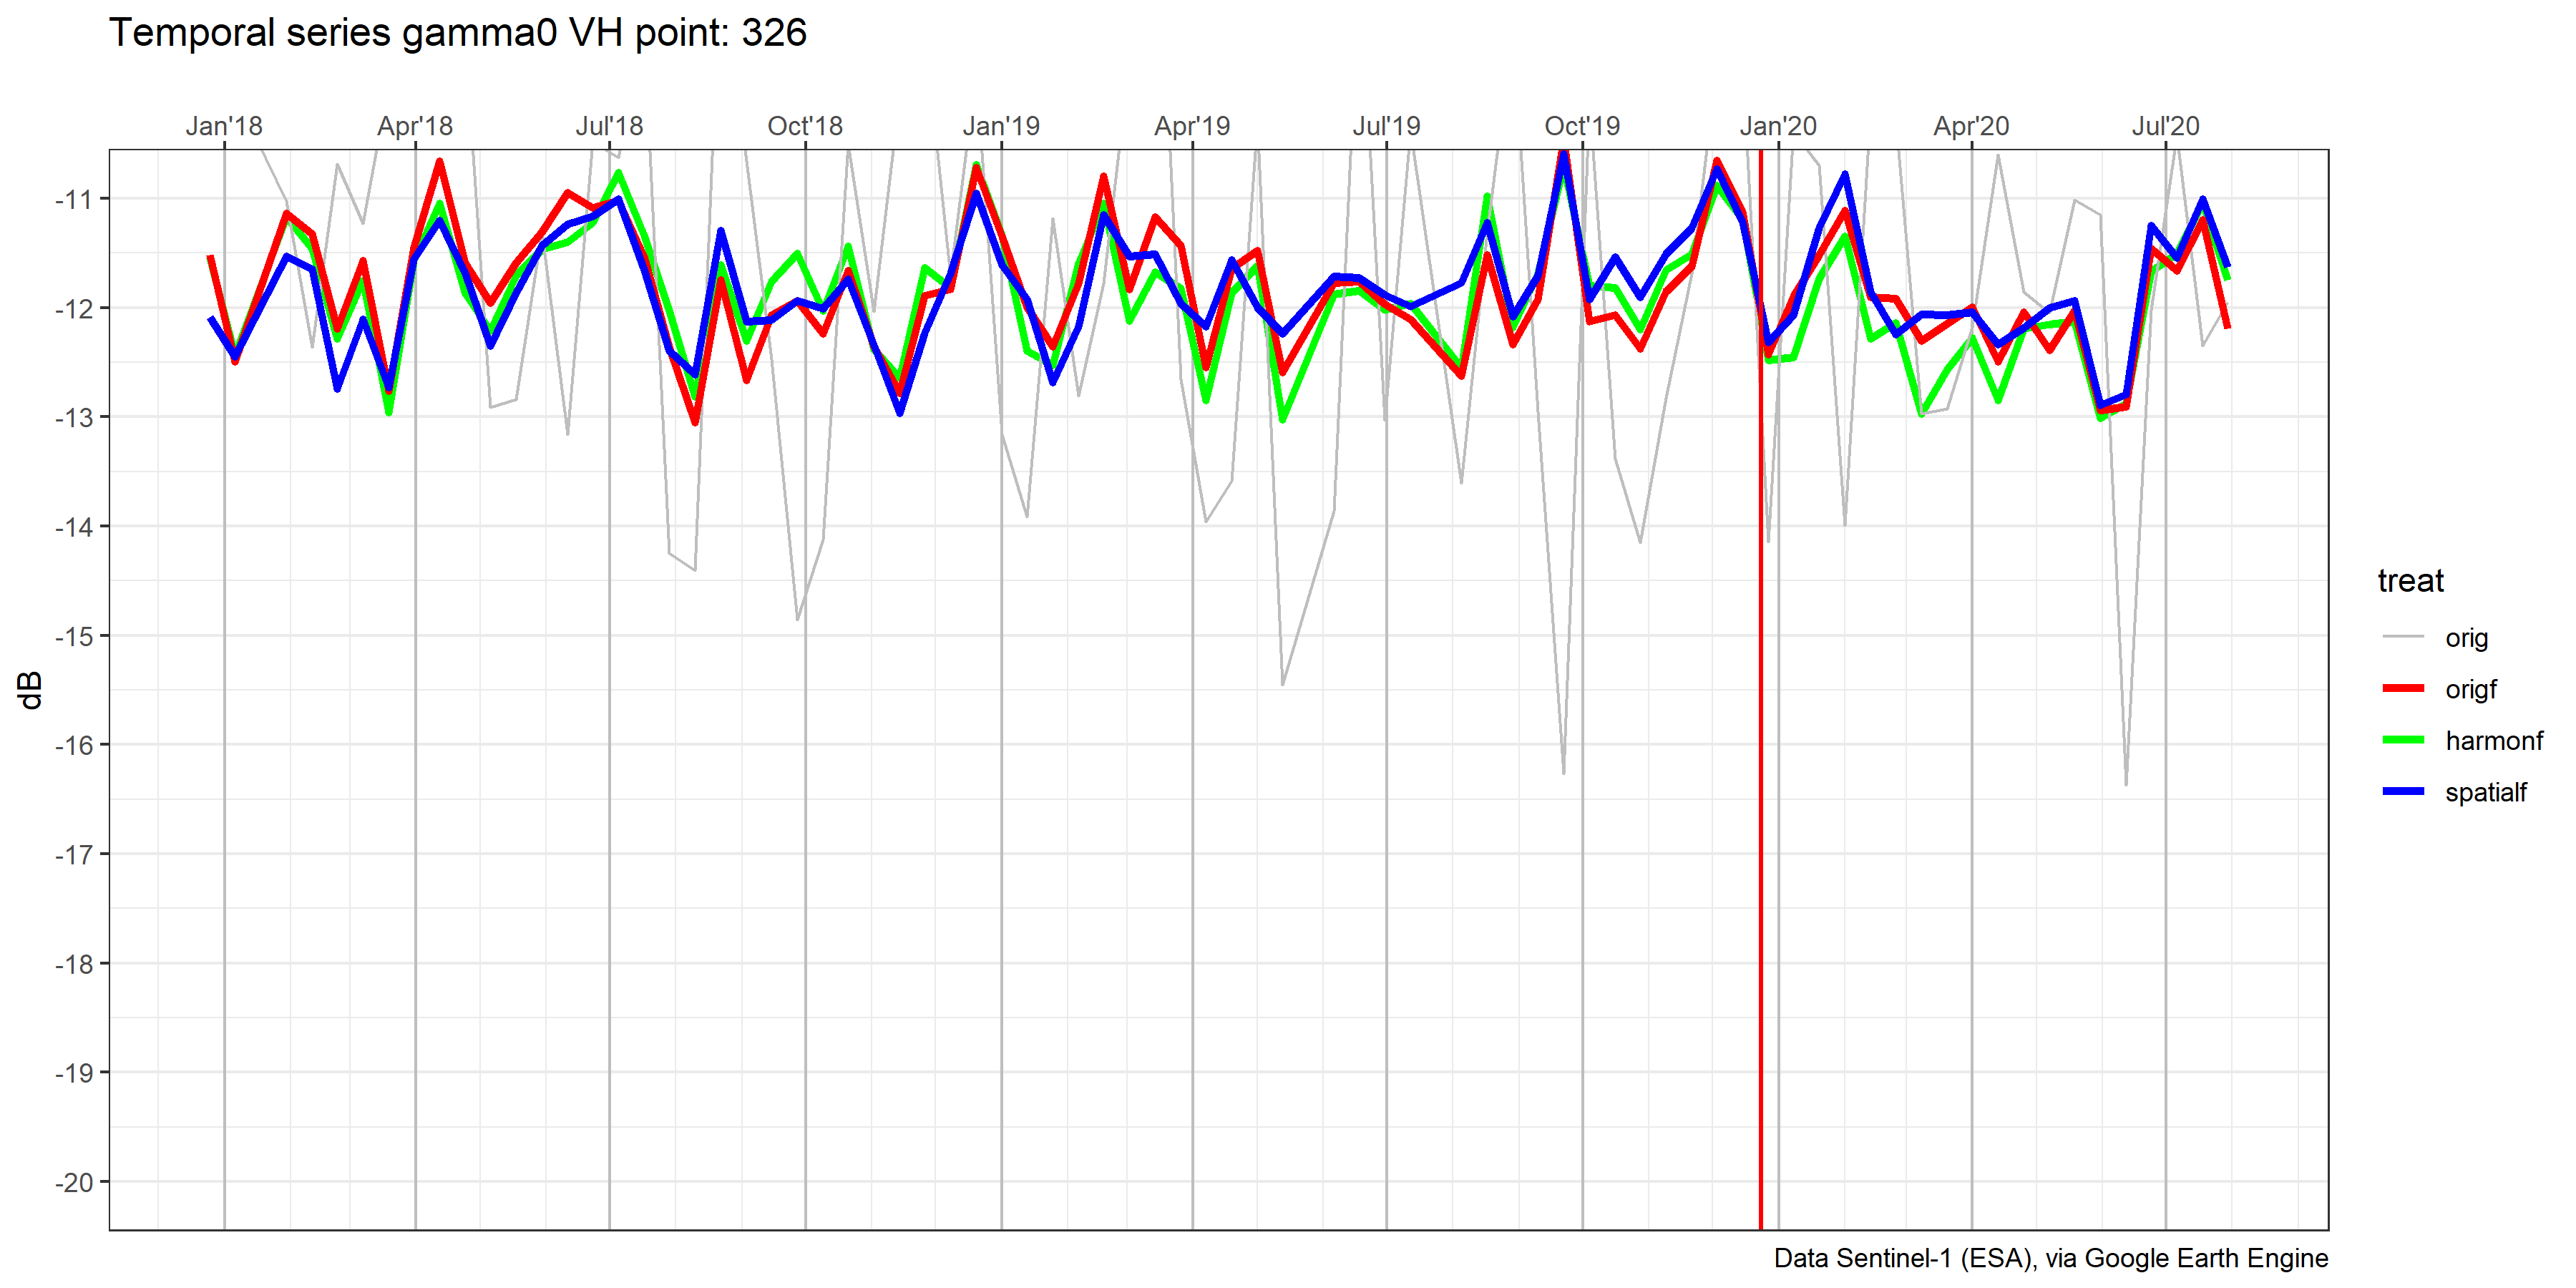 Temporal series gamma0 VH point: 326
Jan'18 Apr'18 Jul'18 Oct'18 Jan'19 Apr'19 Jul'19 Oct'19 Jan'20 Apr'20 Jul'20
-11
-12
-13
-14
-15
-16
-17
-18
-19
-20
dB
treat
orig
origf
harmonf
spatialf
Data Sentinel-1 (ESA), via Google Earth Engine